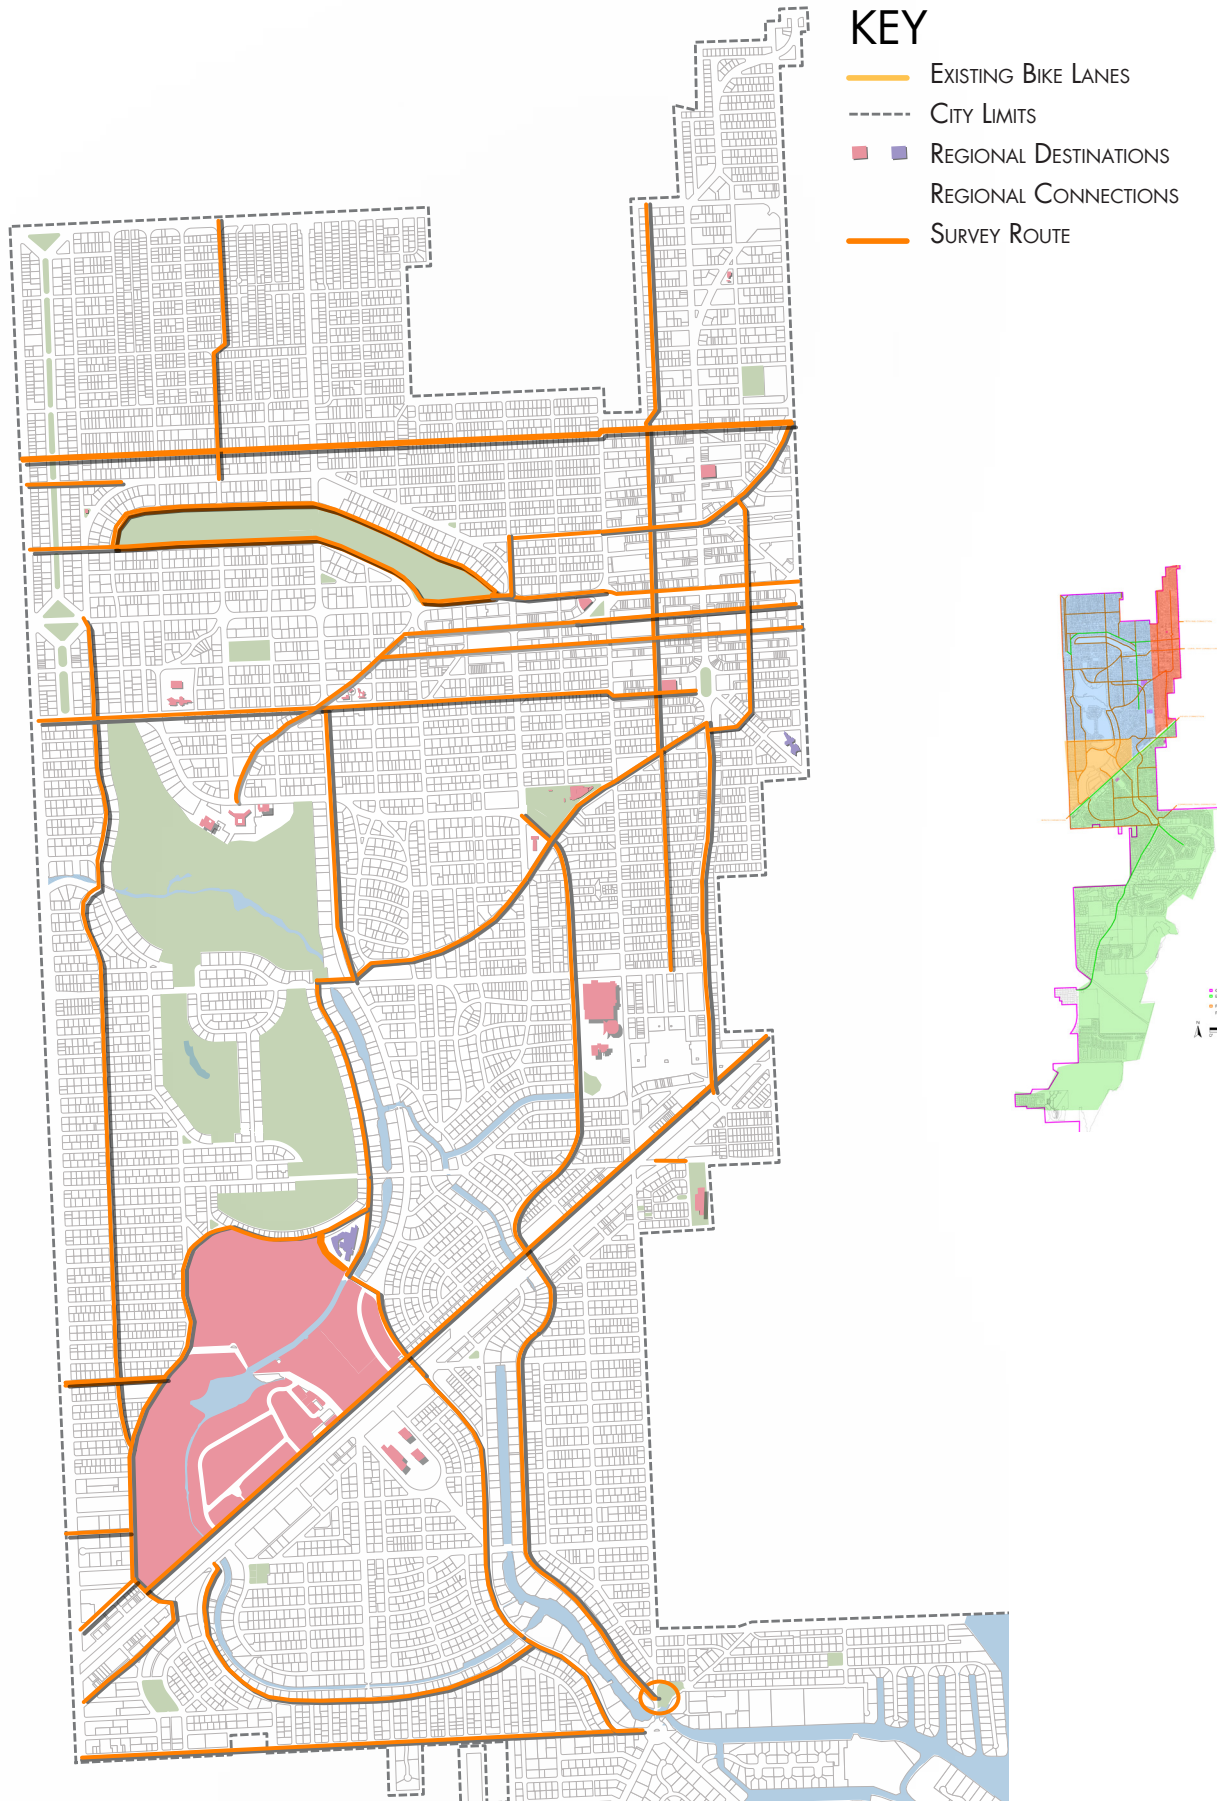 KEY
Existing Bike Lanes
City Limits
Regional Destinations
Regional Connections
Survey Route
N